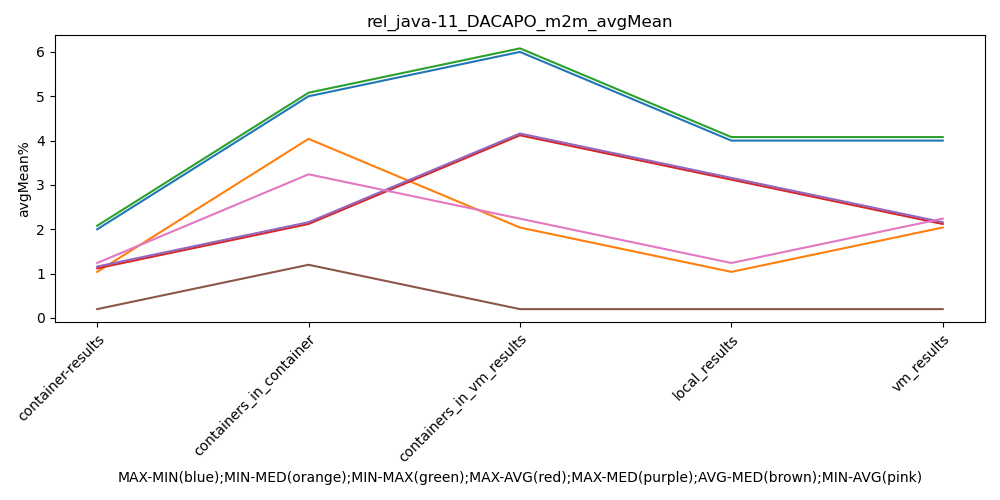 rel_java-11_DACAPO_m2m_avgMean
avgMean%
6
5
4
3
2
1
0
container-results
containers_in_container
containers_in_vm_results
local_results
vm_results
MAX-MIN(blue);MIN-MED(orange);MIN-MAX(green);MAX-AVG(red);MAX-MED(purple);AVG-MED(brown);MIN-AVG(pink)